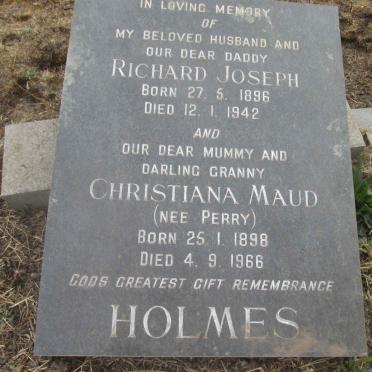 IN LOVING MEMORY
OF
MY BELOVED HUSBAND AND
OUR DEAR DADDY
RICHARD JOSEPH
BORN 27. 5. 1896
DIED 12. 1. 1942
AND
OUR DEAR MUMMY AND
DARLING GRANNY
CHRISTIANA MAUD
(NEE PERRY)
BORN 25. 1. 1898
DIED 4. 9. 1966
GODS GREATEST GIFT REMEMBRANCE
HOLMES